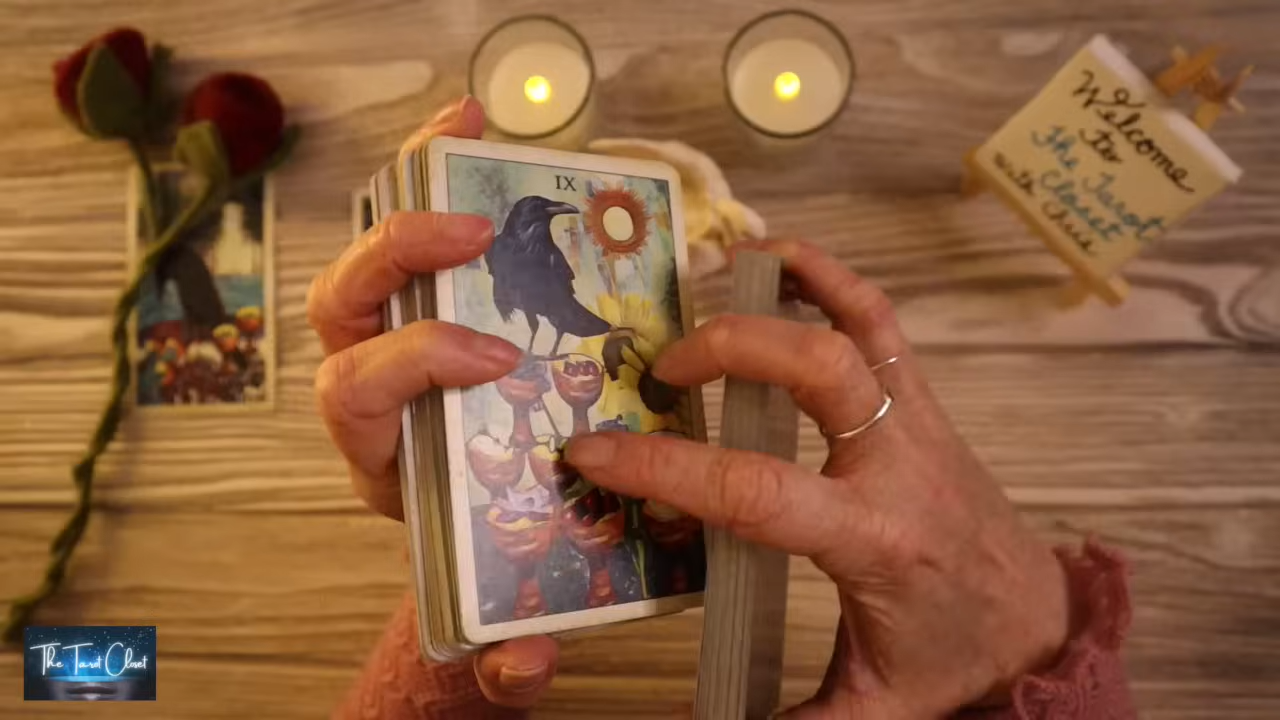 IX
Welcome
To
The Tarot
Closet
With Chris
The Tarot Closet